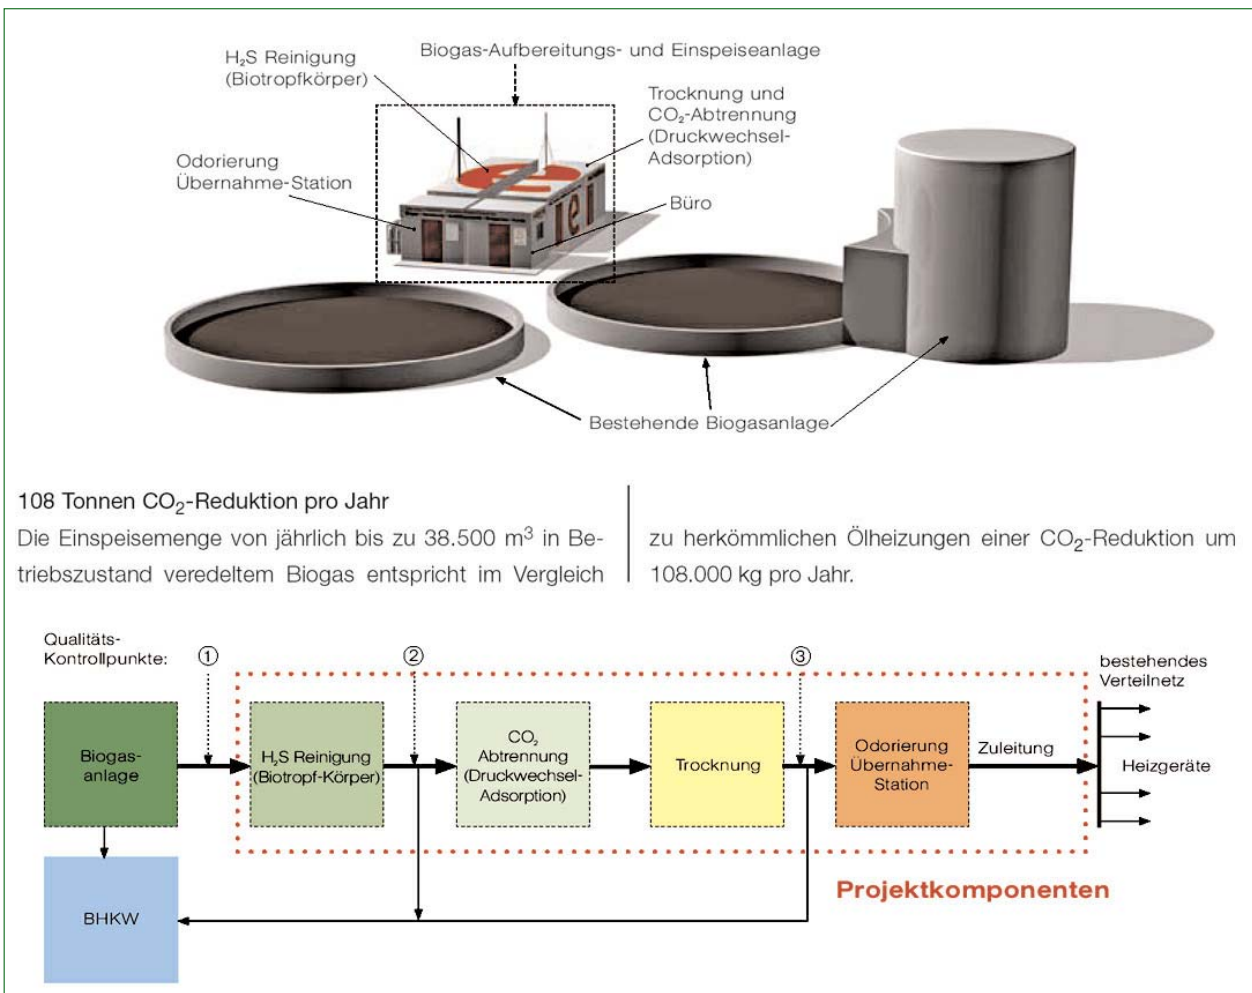 Biogas-Aufbereitungs- und Einspeiseanlage
H₂S Reinigung
(Biotropfkörper)
Trocknung und
CO₂-Abtrennung
(Druckwechsel-
Adsorption)
Odorierung
Übernahme-Station
Büro
e
e
Bestehende Biogasanlage
108 Tonnen CO₂-Reduktion pro Jahr
Die Einspeisemenge von jährlich bis zu 38.500 m³ in Be-
triebszustand veredeltem Biogas entspricht im Vergleich
zu herkömmlichen Ölheizungen einer CO₂-Reduktion um
108.000 kg pro Jahr.
Qualitäts-
Kontrollpunkte:
①
②
③
bestehendes
Verteilnetz
Biogas-
anlage
H₂S Reinigung
(Biotropf-Körper)
CO₂
Abtrennung
(Druckwechsel-
Adsorption)
Trocknung
Odorierung
Übernahme-
Station
Zuleitung
Heizgeräte
Projektkomponenten
BHKW